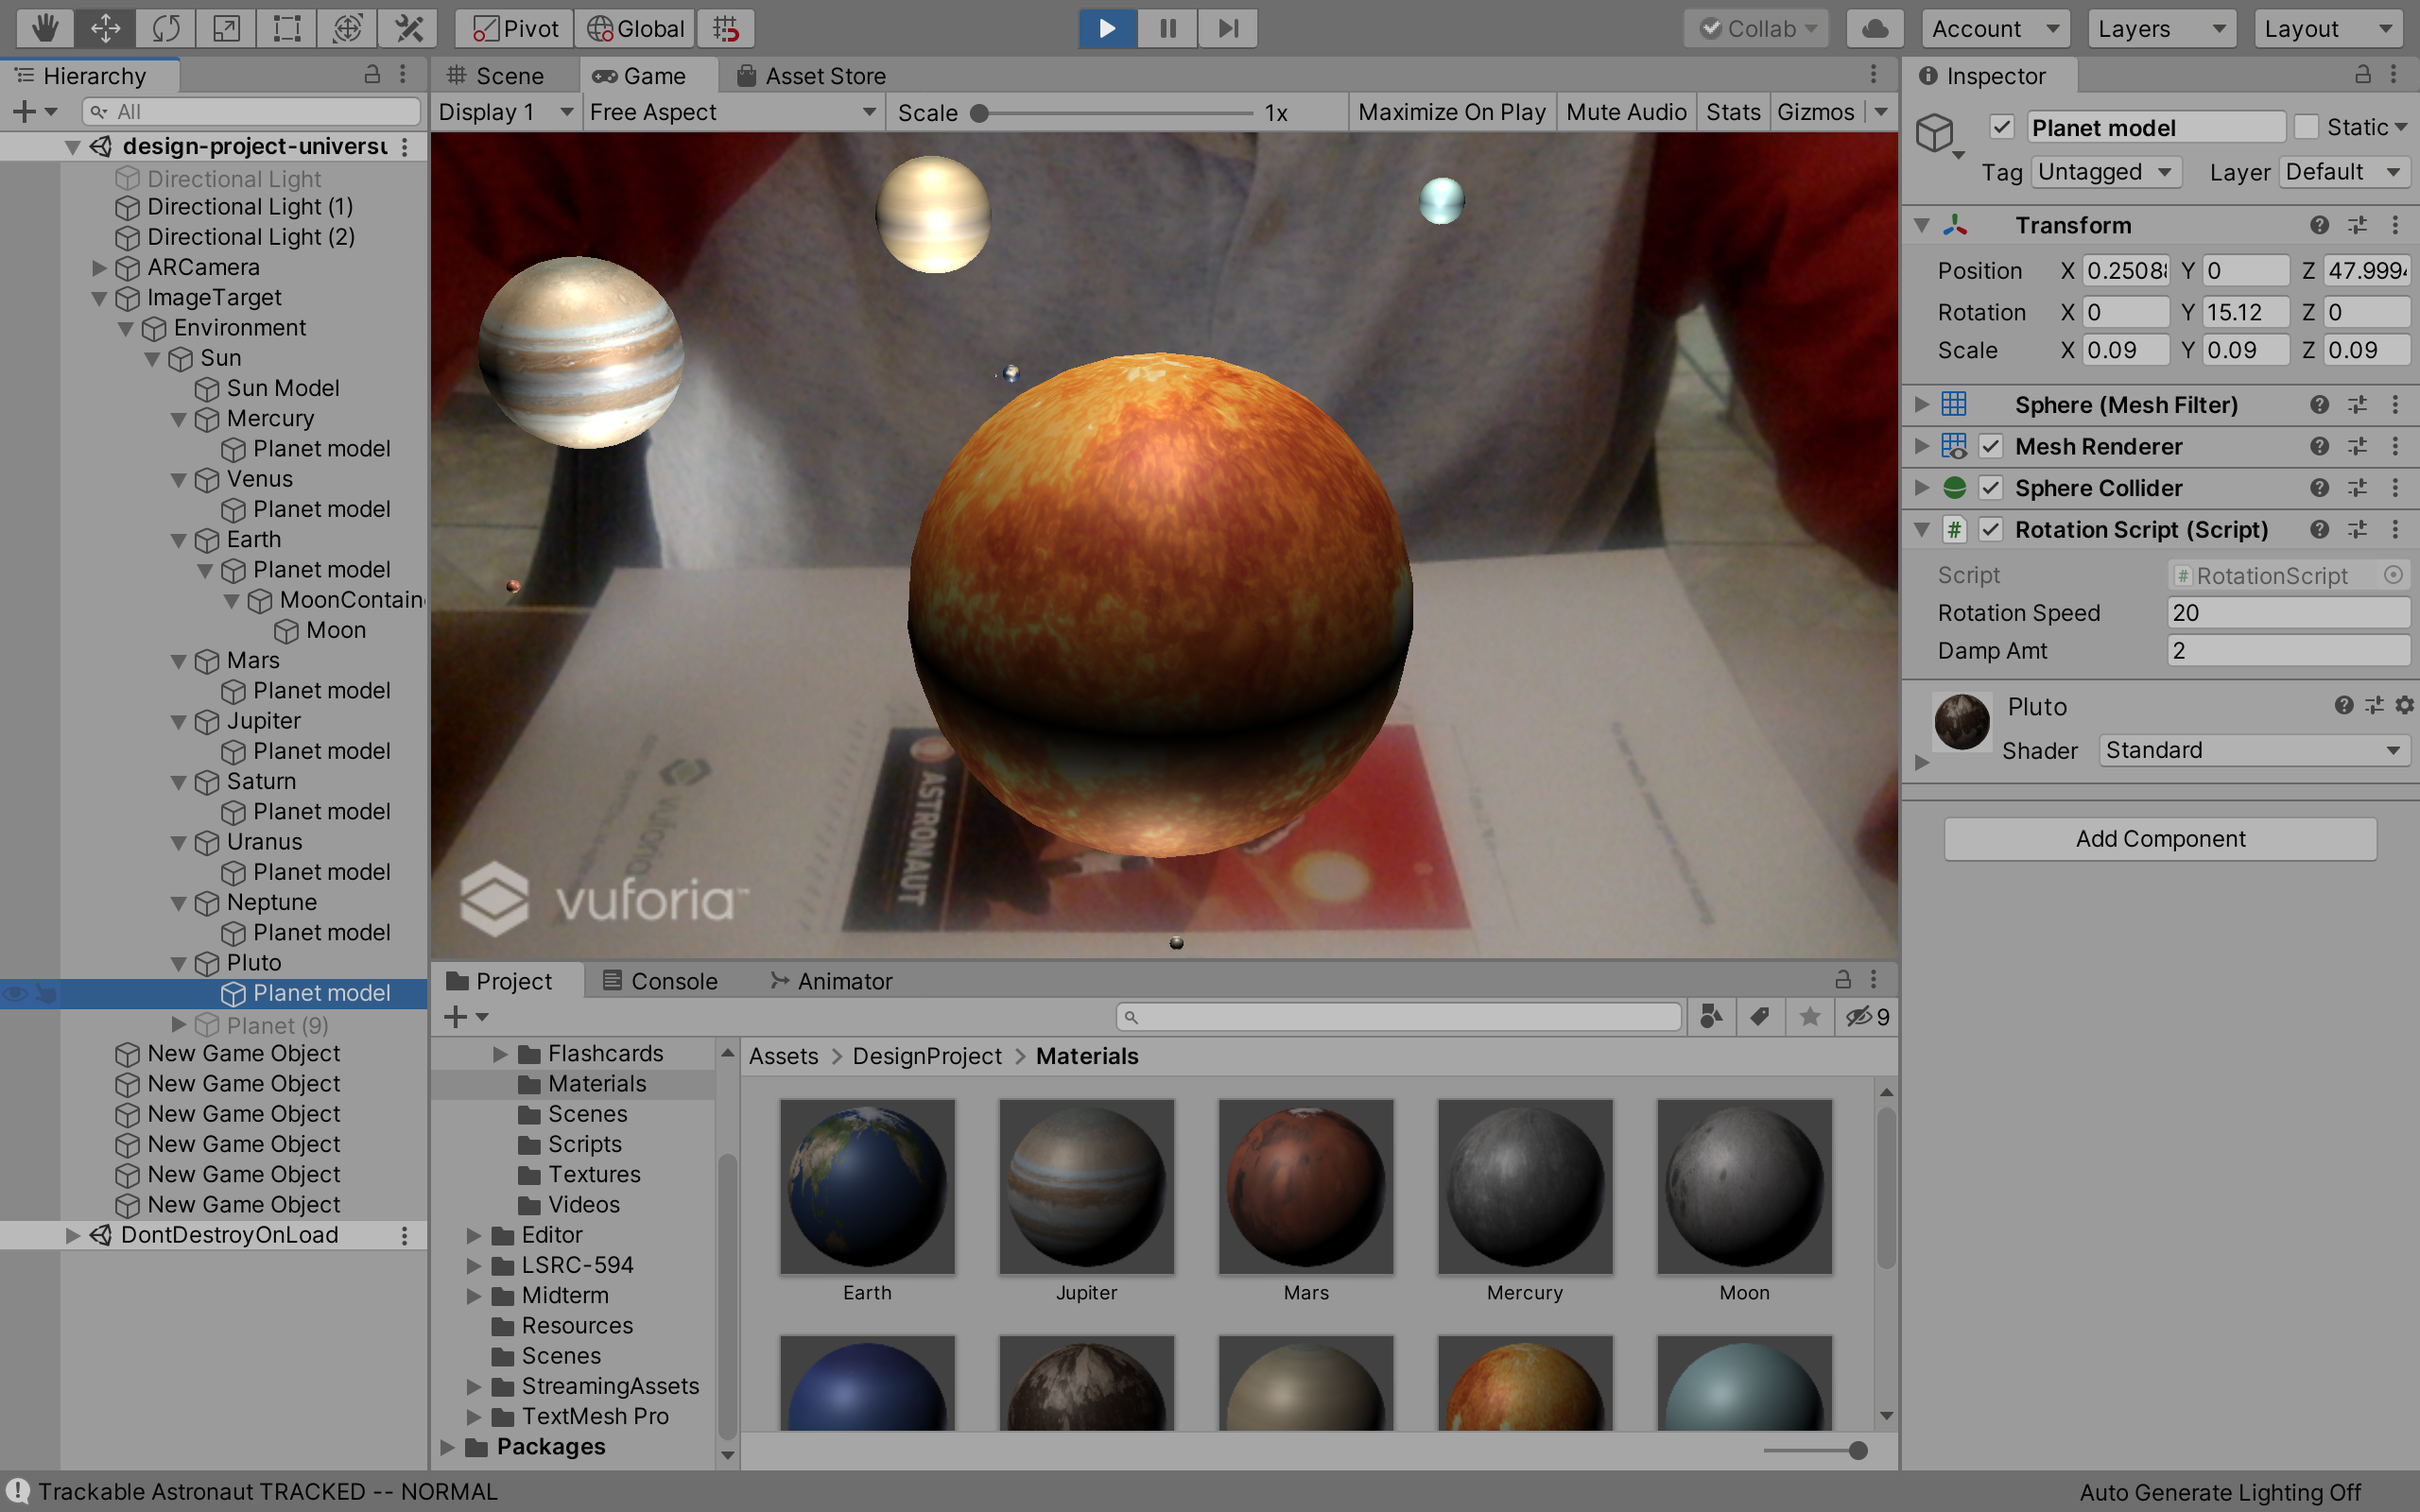 Pivot Global Collab Account Layers Layout
Hierarchy
All
design-project-universu
Directional Light
Directional Light (1)
Directional Light (2)
ARCamera
ImageTarget
Environment
Sun
Sun Model
Mercury
Planet model
Venus
Planet model
Earth
Planet model
MoonContain
Moon
Mars
Planet model
Jupiter
Planet model
Saturn
Planet model
Uranus
Planet model
Neptune
Planet model
Pluto
Planet model
Planet (9)
New Game Object
New Game Object
New Game Object
New Game Object
New Game Object
New Game Object
DontDestroyOnLoad
Scene Game Asset Store
Display 1 Free Aspect Scale 1x Maximize On Play Mute Audio Stats Gizmos
vuforia
ASTRONAUT
vuforia™
Project Console Animator
9
Flashcards
Materials
Scenes
Scripts
Textures
Videos
Editor
LSRC-594
Midterm
Resources
Scenes
StreamingAssets
TextMesh Pro
Packages
Assets > DesignProject > Materials
Earth Jupiter Mars Mercury Moon
Inspector
Planet model Static
Tag Untagged Layer Default
Transform
Position X 0.2508 Y 0 Z 47.999
Rotation X 0 Y 15.12 Z 0
Scale X 0.09 Y 0.09 Z 0.09
Sphere (Mesh Filter)
Mesh Renderer
Sphere Collider
# Rotation Script (Script)
Script # RotationScript
Rotation Speed 20
Damp Amt 2
Pluto
Shader Standard
Add Component
Trackable Astronaut TRACKED -- NORMAL
Auto Generate Lighting Off